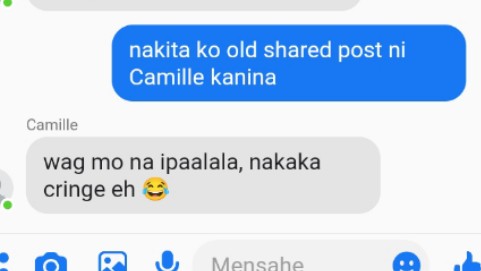 nakita ko old shared post ni
Camille kanina
Camille
wag mo na ipaalala, nakaka
cringe eh 😂
Mensahe